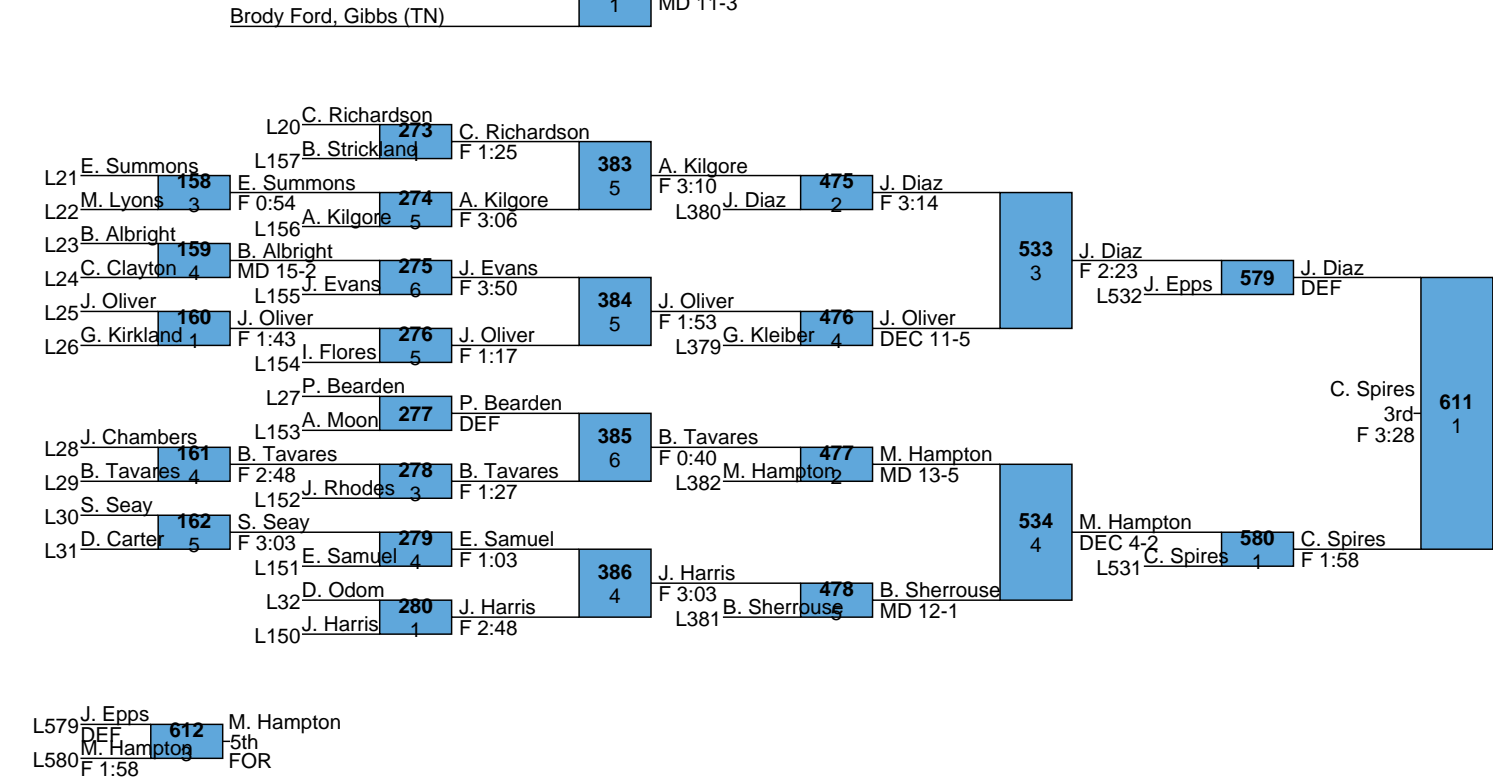 1
MD 11-3
Brody Ford, Gibbs (TN)
L20
C. Richardson
273
L157
B. Strickland
C. Richardson
F 1:25
L21
E. Summons
158
3
L22
M. Lyons
E. Summons
F 0:54
274
5
L156
A. Kilgore
A. Kilgore
F 3:06
383
5
A. Kilgore
F 3:10
L380
J. Diaz
475
2
J. Diaz
F 3:14
L23
B. Albright
159
4
L24
C. Clayton
B. Albright
MD 15-2
275
6
L155
J. Evans
J. Evans
F 3:50
L25
J. Oliver
160
1
L26
G. Kirkland
J. Oliver
F 1:43
276
5
L154
I. Flores
J. Oliver
F 1:17
384
5
J. Oliver
F 1:53
L379
G. Kleiber
476
4
J. Oliver
DEC 11-5
533
3
J. Diaz
F 2:23
L532
J. Epps
579
J. Diaz
DEF
L27
P. Bearden
277
L153
A. Moon
P. Bearden
DEF
L28
J. Chambers
161
4
L29
B. Tavares
B. Tavares
F 2:48
278
3
L152
J. Rhodes
B. Tavares
F 1:27
385
6
B. Tavares
F 0:40
L382
M. Hampton
477
2
M. Hampton
MD 13-5
L30
S. Seay
162
5
L31
D. Carter
S. Seay
F 3:03
279
4
L151
E. Samuel
E. Samuel
F 1:03
L32
D. Odom
280
1
L150
J. Harris
J. Harris
F 2:48
386
4
J. Harris
F 3:03
L381
B. Sherrouse
478
5
B. Sherrouse
MD 12-1
534
4
M. Hampton
DEC 4-2
L531
C. Spires
580
1
C. Spires
F 1:58
C. Spires
3rd
F 3:28
611
1
L579
J. Epps
DEF
612
3
L580
M. Hampton
F 1:58
M. Hampton
5th
FOR